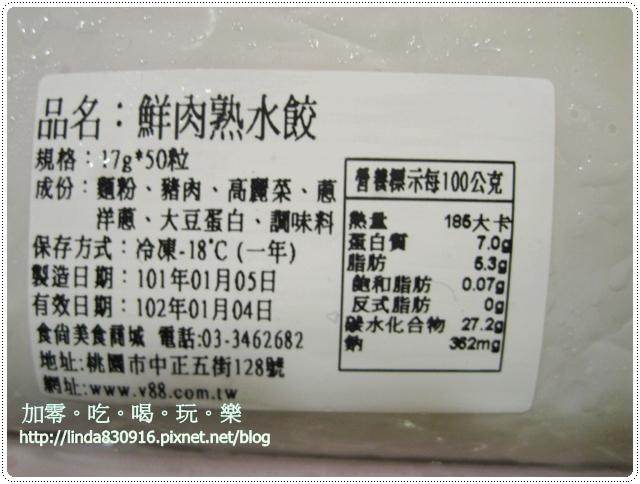 品名：鮮肉熟水餃
規格：17g*50粒
成份：麵粉、豬肉、高麗菜、蔥
洋蔥、大豆蛋白、調味料
保存方式：冷凍-18°C (一年)
製造日期：101年01月05日
有效日期：102年01月04日
食尚美食商城 電話:03-3462682
地址:桃園市中正五街128號
網址:www.v88.com.tw
營養標示每100公克
熱量 185大卡
蛋白質 7.0g
脂肪 5.3g
飽和脂肪 0.07g
反式脂肪 0g
碳水化合物 27.2g
鈉 362mg
加零。吃。喝。玩。樂
http://linda830916.pixnet.net/blog